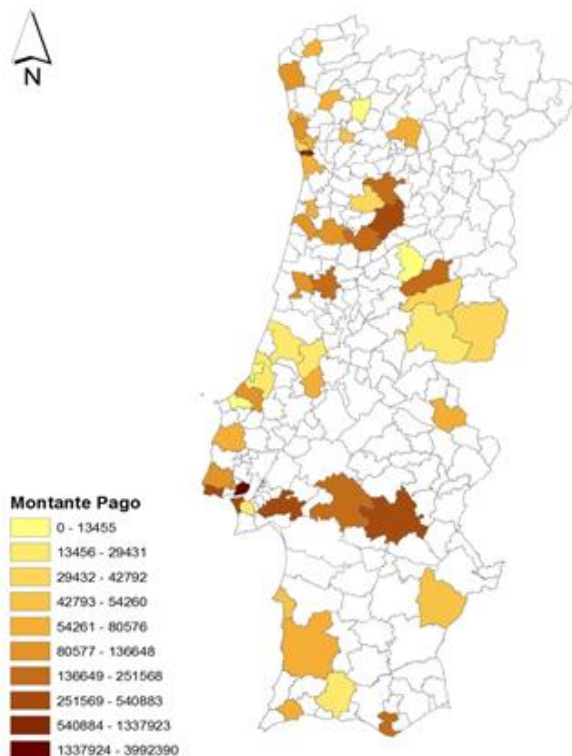 N
Montante Pago
0 - 13455
13456 - 29431
29432 - 42792
42793 - 54260
54261 - 80576
80577 - 136648
136649 - 251568
251569 - 540883
540884 - 1337923
1337924 - 3992390